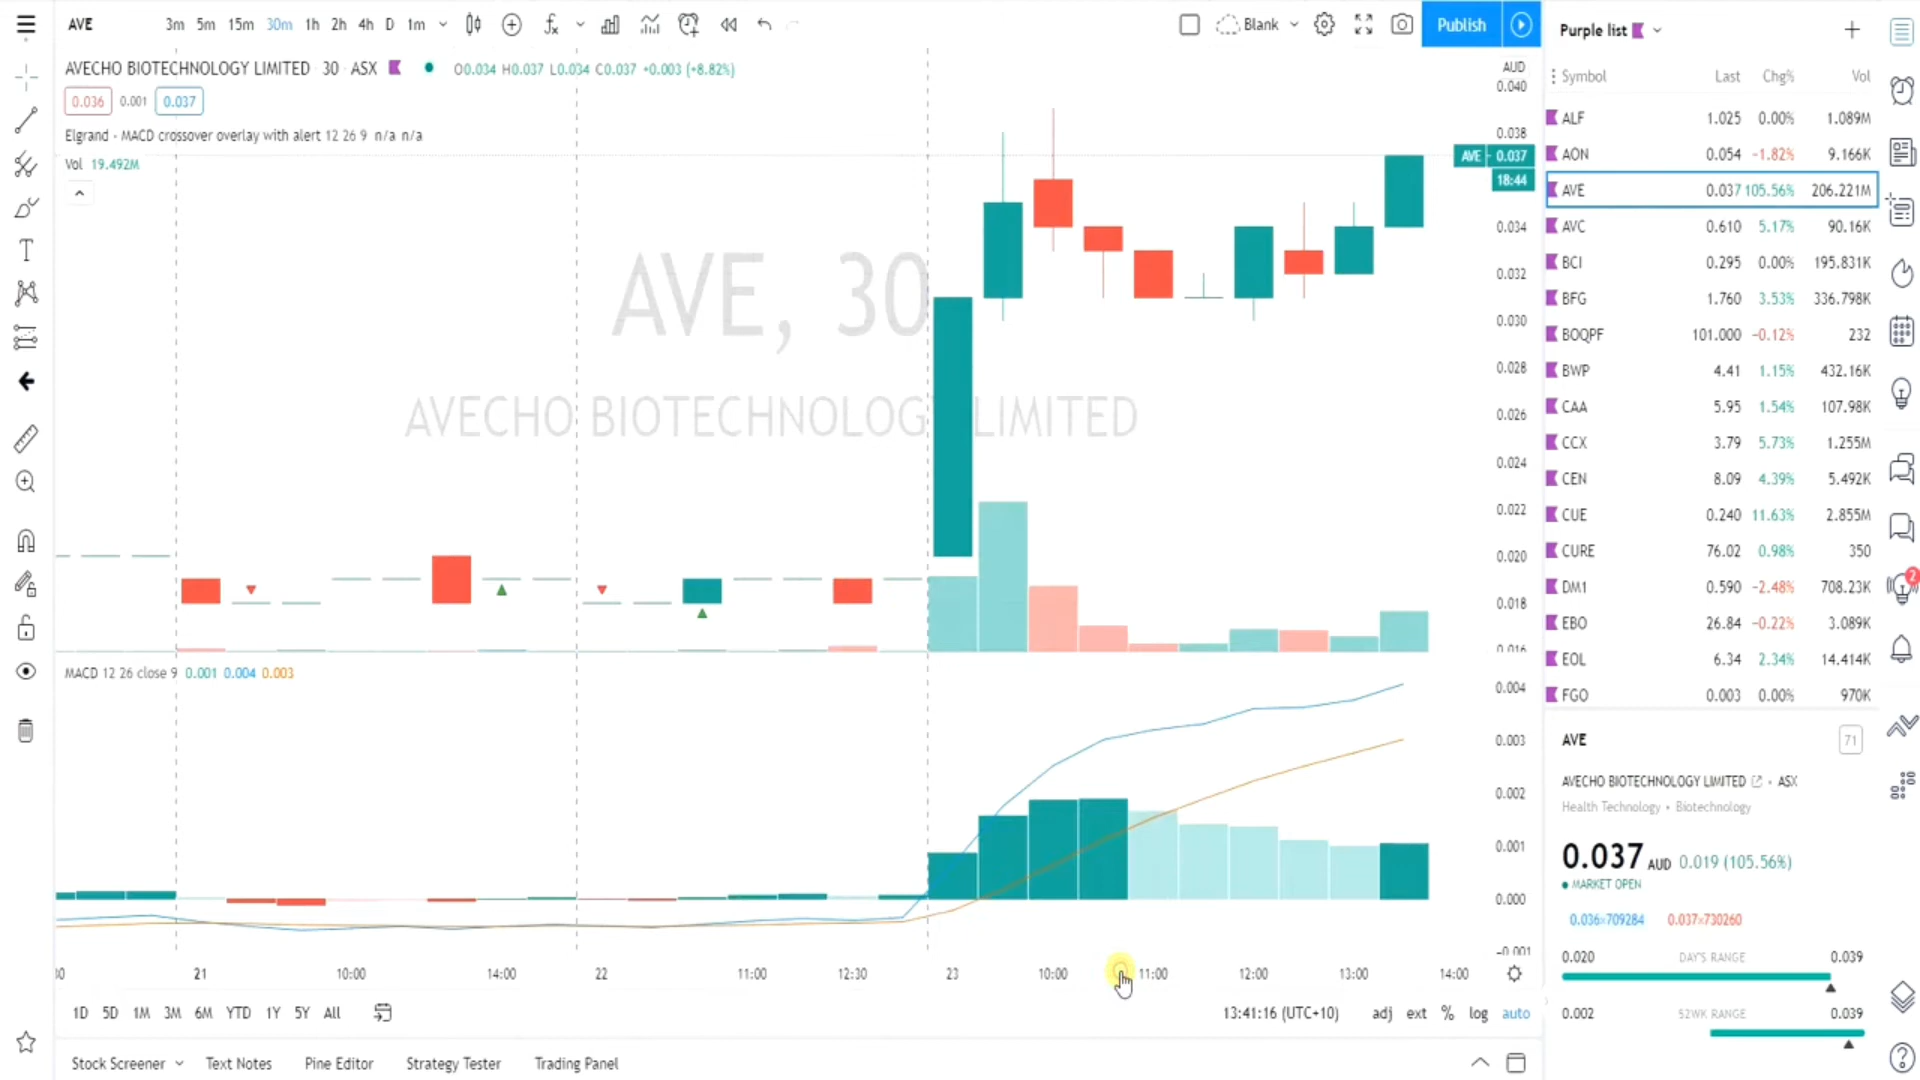 AVE 3m 5m 15m 30m 1h 2h 4h D 1m Blank Publish
AVECHO BIOTECHNOLOGY LIMITED 30 ASX O0.034 H0.037 L0.034 C0.037 +0.003 (+8.82%)
0.036 0.001 0.037
Elgrand - MACD crossover overlay with alert 12 26 9 n/a n/a
Vol 19.492M
AVE, 30
AVECHO BIOTECHNOLOGY LIMITED
AUD
0.040
0.038
AVE 0.037
18:44
0.034
0.032
0.030
0.028
0.026
0.024
0.022
0.020
0.018
0.016
MACD 12 26 close 9 0.001 0.004 0.003
0.004
0.003
0.002
0.001
0.000
-0.001
21 10:00 14:00 22 11:00 12:30 23 10:00 11:00 12:00 13:00 14:00
1D 5D 1M 3M 6M YTD 1Y 5Y All 13:41:16 (UTC+10) adj ext % log auto
Stock Screener Text Notes Pine Editor Strategy Tester Trading Panel
Purple list
Symbol Last Chg% Vol
ALF 1.025 0.00% 1.089M
AON 0.054 -1.82% 9.166K
AVE 0.037 105.56% 206.221M
AVC 0.610 5.17% 90.16K
BCI 0.295 0.00% 195.831K
BFG 1.760 3.53% 336.798K
BOQPF 101.000 -0.12% 232
BWP 4.41 1.15% 432.16K
CAA 5.95 1.54% 107.98K
CCX 3.79 5.73% 1.255M
CEN 8.09 4.39% 5.492K
CUE 0.240 11.63% 2.855M
CURE 76.02 0.98% 350
DM1 0.590 -2.48% 708.23K
EBO 26.84 -0.22% 3.089K
EOL 6.34 2.34% 14.414K
FGO 0.003 0.00% 970K
2
AVE 71
AVECHO BIOTECHNOLOGY LIMITED • ASX
Health Technology • Biotechnology
0.037 AUD 0.019 (105.56%)
MARKET OPEN
0.036×709284 0.037×730260
0.020 DAY'S RANGE 0.039
0.002 52WK RANGE 0.039